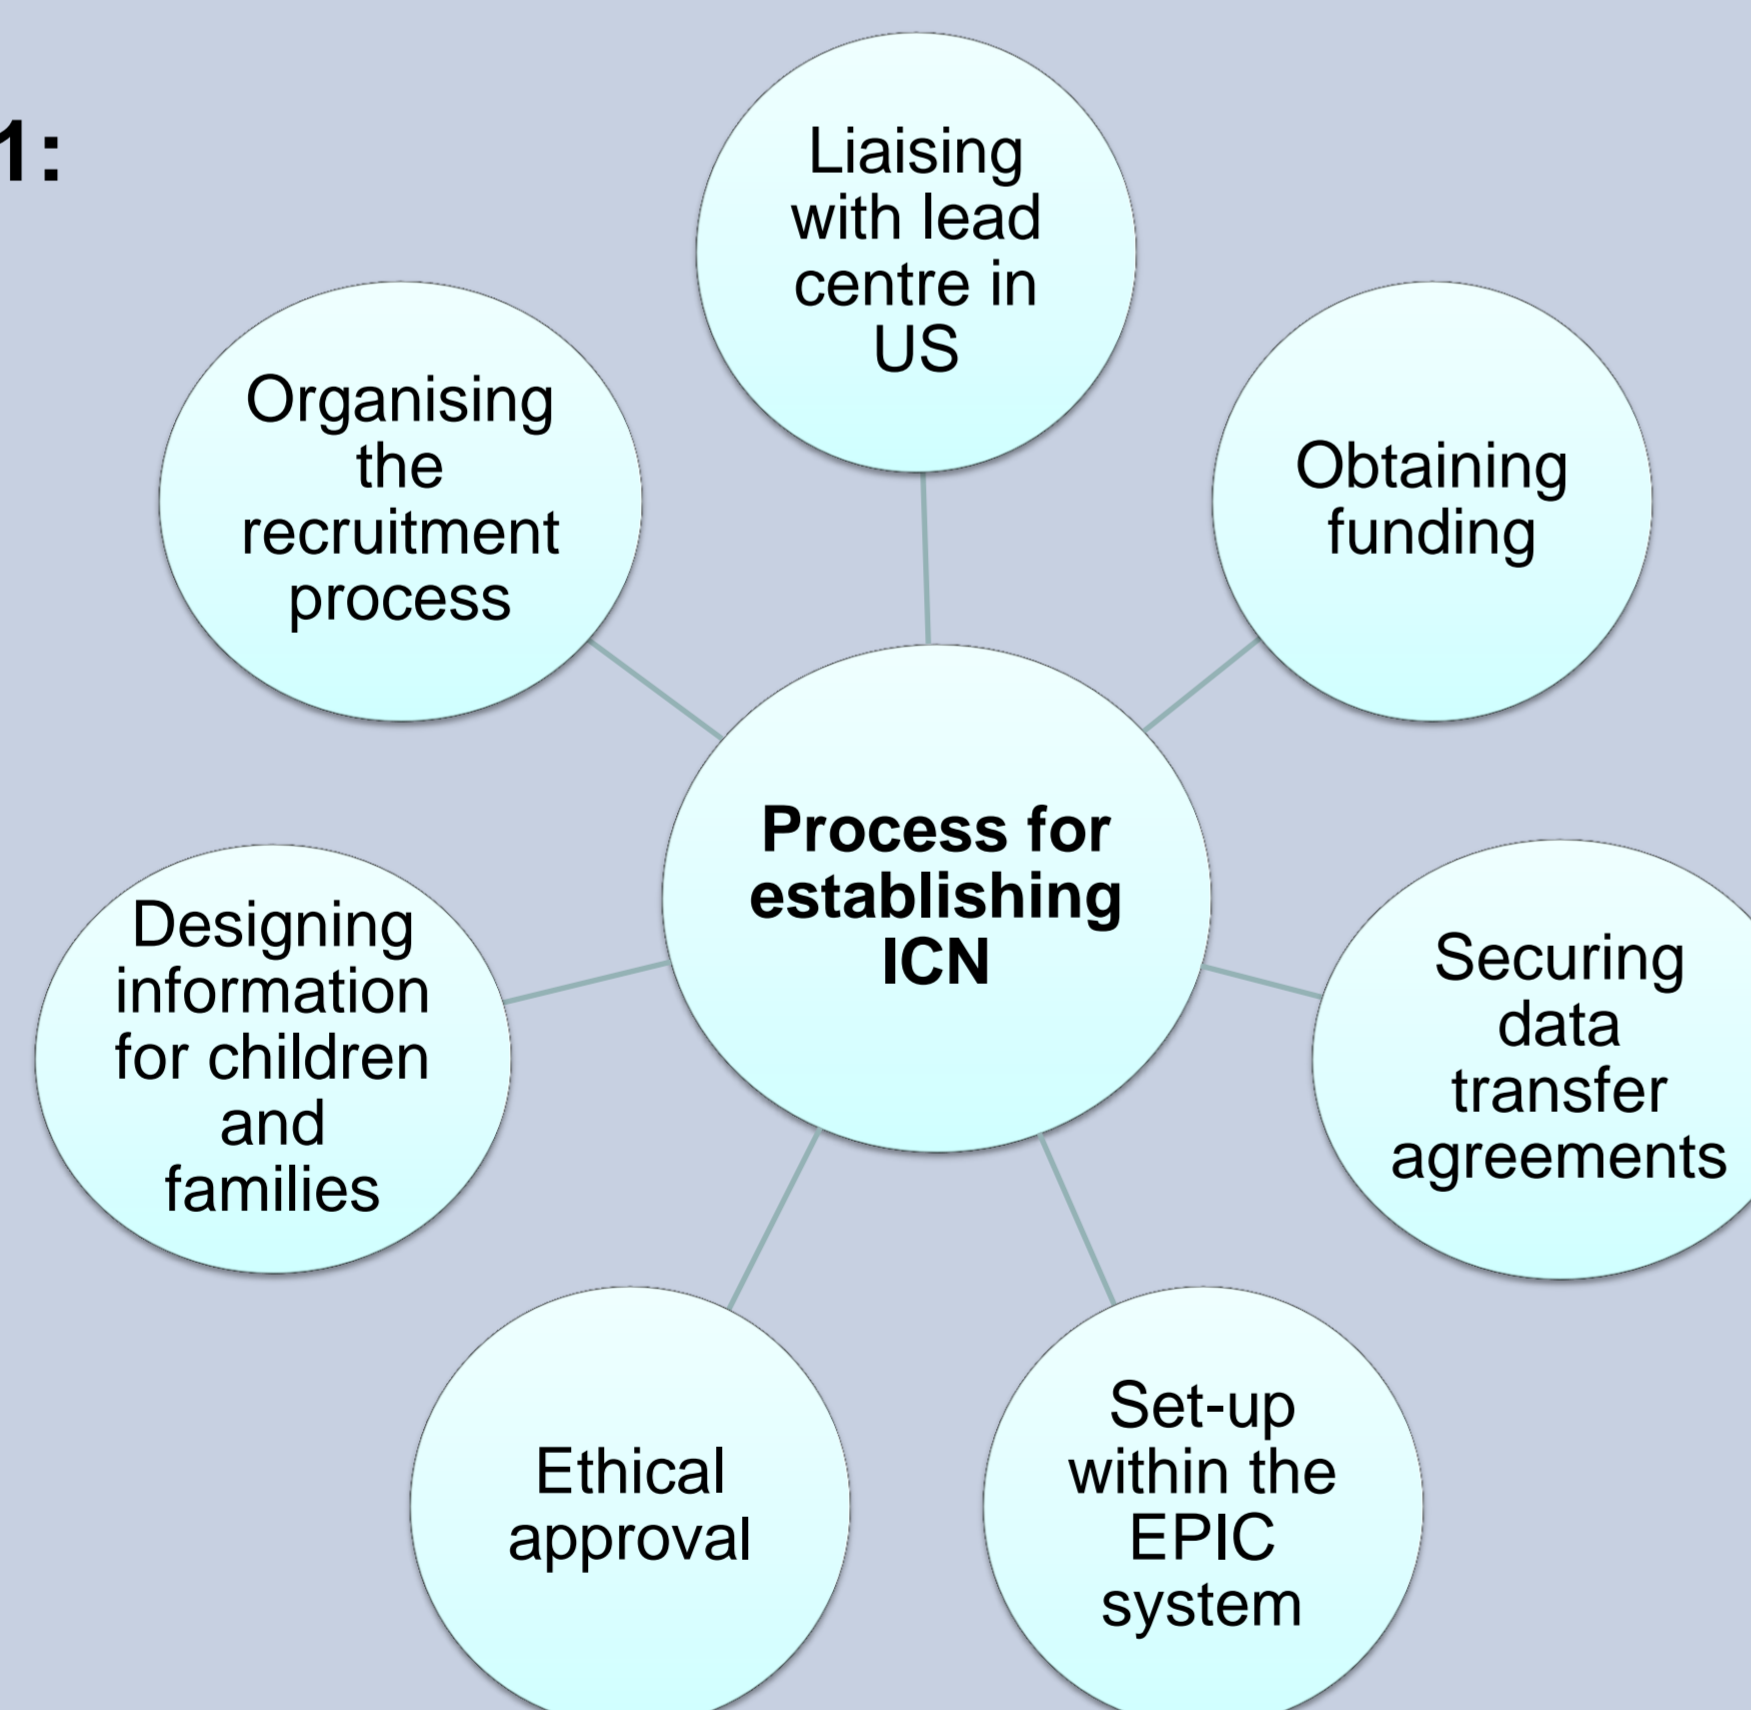 1:
Liaising
with lead
centre in
US
Obtaining
funding
Securing
data
transfer
agreements
Set-up
within the
EPIC
system
Ethical
approval
Designing
information
for children
and
families
Organising
the
recruitment
process
Process for
establishing
ICN